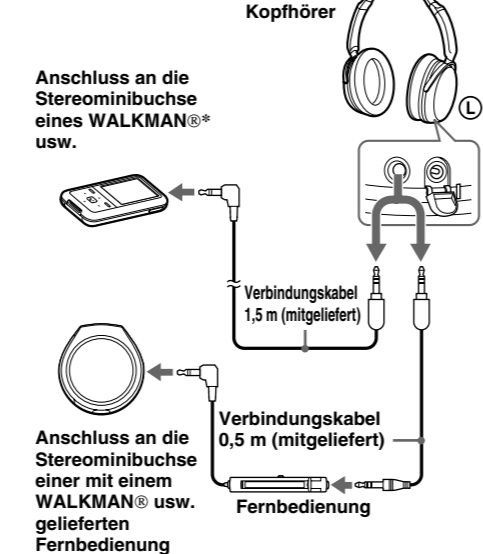 Kopfhörer
Anschluss an die
Stereominibuchse
eines WALKMAN®*
usw.
L
Verbindungskabel
1,5 m (mitgeliefert)
Anschluss an die
Stereominibuchse
einer mit einem
WALKMAN® usw.
gelieferten
Fernbedienung
Verbindungskabel
0,5 m (mitgeliefert)
Fernbedienung